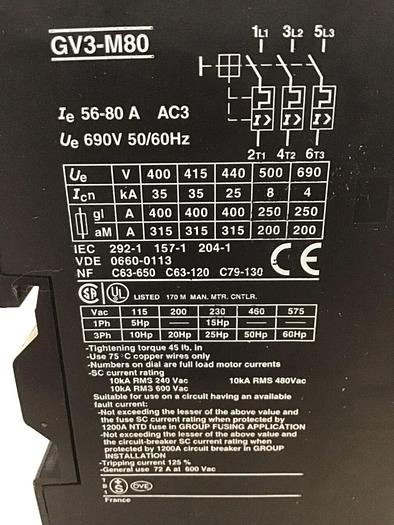 GV3-M80
1L1 3L2 5L3
Ie 56-80 A AC3
Ue 690V 50/60Hz
I> I> I>
2T1 4T2 6T3
Ue V 400 415 440 500 690
Icn kA 35 35 25 8 4
gl A 400 400 400 250 250
aM A 315 315 315 200 200
IEC 292-1 157-1 204-1
VDE 0660-0113
NF C63-650 C63-120 C79-130
CE
SA UL LISTED 170 M MAN. MTR. CNTLR.
Vac 115 200 230 460 575
1Ph 5Hp — 15Hp — —
3Ph 10Hp 20Hp 25Hp 50Hp 60Hp
-Tightening torque 45 lb. in
-Use 75°C copper wires only
-Numbers on dial are full load motor currents
-SC current rating
10kA RMS 240 Vac 10kA RMS 480Vac
10kA RMS 600 Vac
Suitable for use on a circuit having an available
fault current:
-Not exceeding the lesser of the above value and
the fuse SC current rating when protected by
1200A NTD fuse in GROUP FUSING APPLICATION
-Not exceeding the lesser of the above value and
the circuit-breaker SC current rating when
protected by 1200A circuit breaker in GROUP
INSTALLATION
-Tripping current 125 %
-General use 72 A at 600 Vac
OVE
France